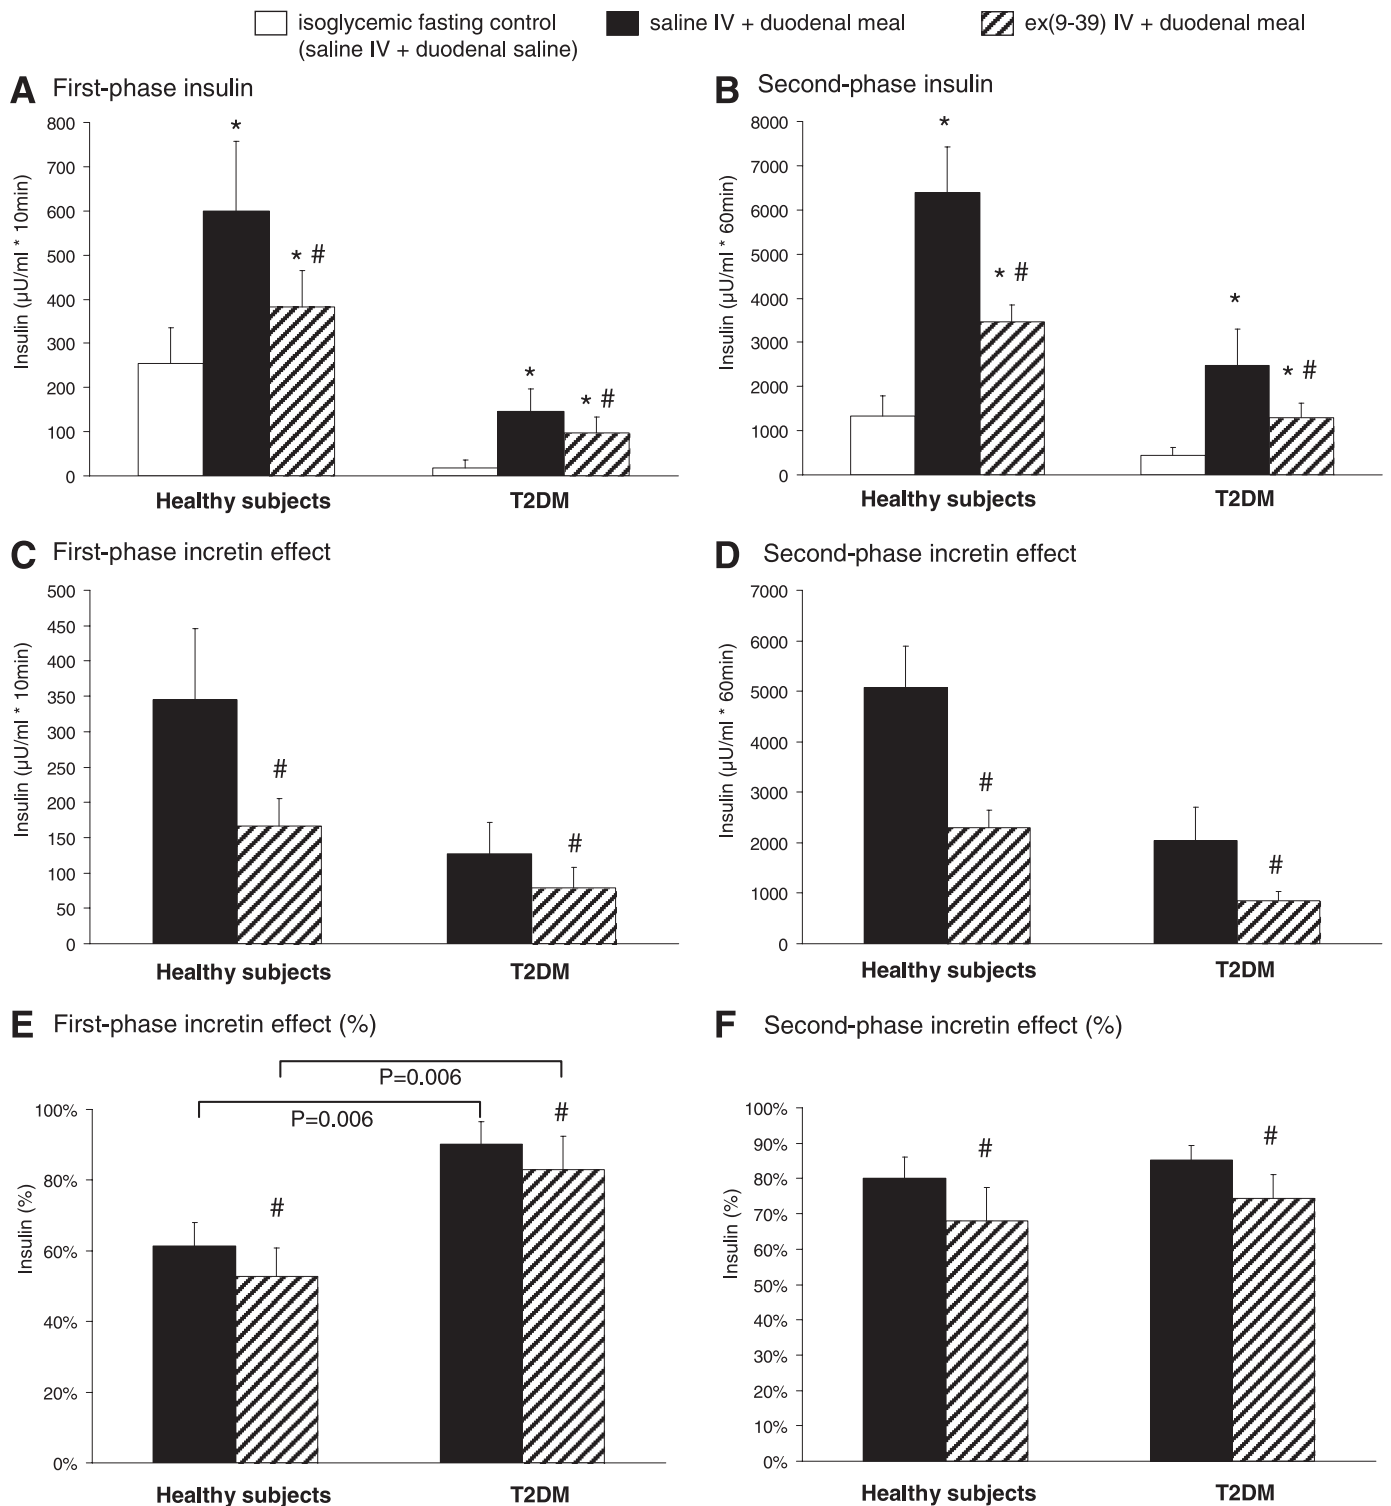 isoglycemic fasting control
(saline IV + duodenal saline)
saline IV + duodenal meal
ex(9-39) IV + duodenal meal
A First-phase insulin
Insulin (µU/ml * 10min)
800
700
600
500
400
300
200
100
0
*
* #
*
* #
Healthy subjects
T2DM
B Second-phase insulin
Insulin (µU/ml * 60min)
8000
7000
6000
5000
4000
3000
2000
1000
0
*
* #
*
* #
Healthy subjects
T2DM
C First-phase incretin effect
Insulin (µU/ml * 10min)
500
450
400
350
300
250
200
150
100
50
0
#
#
Healthy subjects
T2DM
D Second-phase incretin effect
Insulin (µU/ml * 60min)
7000
6000
5000
4000
3000
2000
1000
0
#
#
Healthy subjects
T2DM
E First-phase incretin effect (%)
P=0.006
P=0.006
Insulin (%)
100%
80%
60%
40%
20%
0%
#
#
Healthy subjects
T2DM
F Second-phase incretin effect (%)
Insulin (%)
100%
90%
80%
70%
60%
50%
40%
30%
20%
10%
0%
#
#
Healthy subjects
T2DM